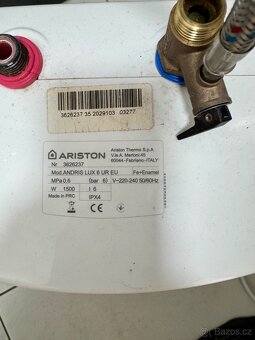 3626237 35 2029103
03277
ARISTON
Ariston Thermo S.p.A.
V.le A. Merloni 45
60044 - Fabriano - ITALY
Nr 3626237
Mod.ANDRIS LUX 6 UR EU Fe+Enamel
MPa 0.6 (bar 6) V~220-240 50/60Hz
W 1500 l 6
Made in PRC IPX4
Sbazar.cz